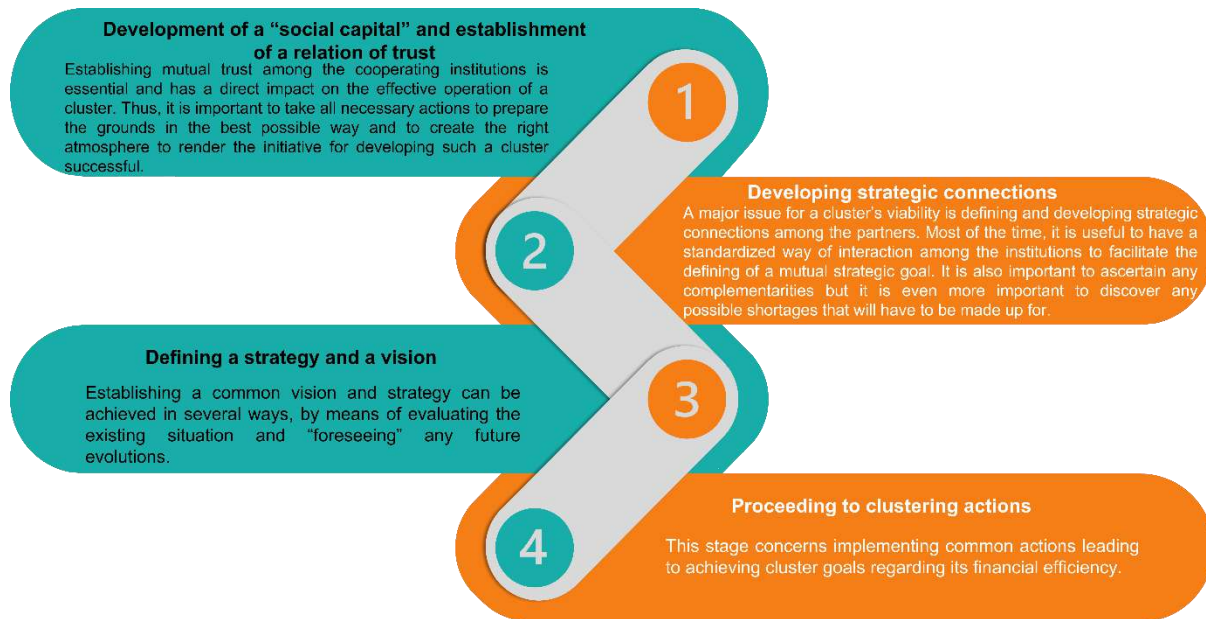 Development of a “social capital” and establishment
of a relation of trust
Establishing mutual trust among the cooperating institutions is
essential and has a direct impact on the effective operation of a
cluster. Thus, it is important to take all necessary actions to prepare
the grounds in the best possible way and to create the right
atmosphere to render the initiative for developing such a cluster
successful.
1
Developing strategic connections
A major issue for a cluster’s viability is defining and developing strategic
connections among the partners. Most of the time, it is useful to have a
standardized way of interaction among the institutions to facilitate the
defining of a mutual strategic goal. It is also important to ascertain any
complementarities but it is even more important to discover any
possible shortages that will have to be made up for.
2
Defining a strategy and a vision
Establishing a common vision and strategy can be
achieved in several ways, by means of evaluating the
existing situation and “foreseeing” any future
evolutions.
3
Proceeding to clustering actions
This stage concerns implementing common actions leading
to achieving cluster goals regarding its financial efficiency.
4